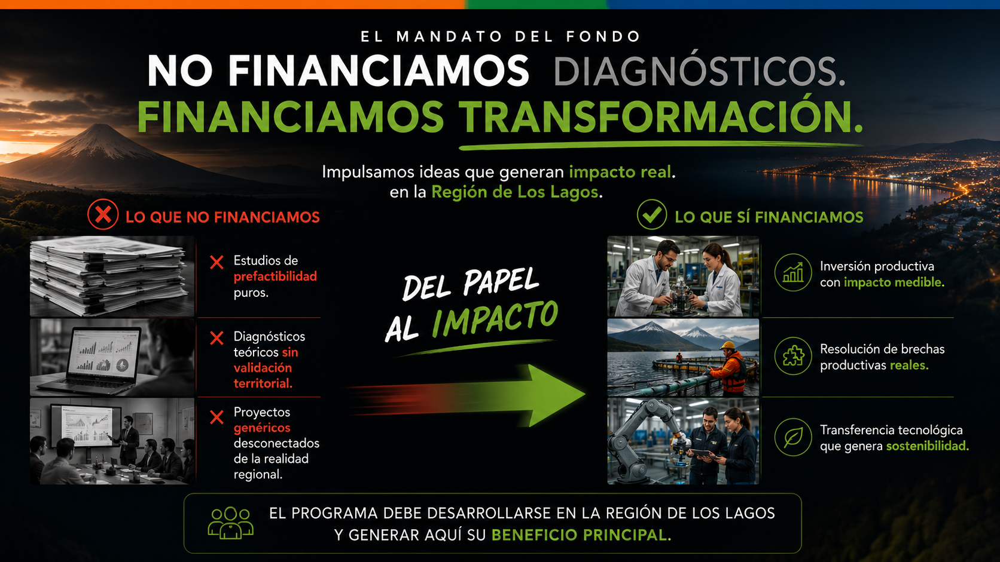 EL MANDATO DEL FONDO
NO FINANCIAMOS DIAGNÓSTICOS.
FINANCIAMOS TRANSFORMACIÓN.
Impulsamos ideas que generan impacto real.
en la Región de Los Lagos.
LO QUE NO FINANCIAMOS
Estudios de
prefactibilidad
puros.
Diagnósticos
teóricos sin
validación
territorial.
Proyectos
genéricos
desconectados
de la realidad
regional.
DEL PAPEL
AL IMPACTO
LO QUE SÍ FINANCIAMOS
Inversión productiva
con impacto medible.
Resolución de brechas
productivas reales.
Transferencia tecnológica
que genera sostenibilidad.
EL PROGRAMA DEBE DESARROLLARSE EN LA REGIÓN DE LOS LAGOS
Y GENERAR AQUÍ SU BENEFICIO PRINCIPAL.